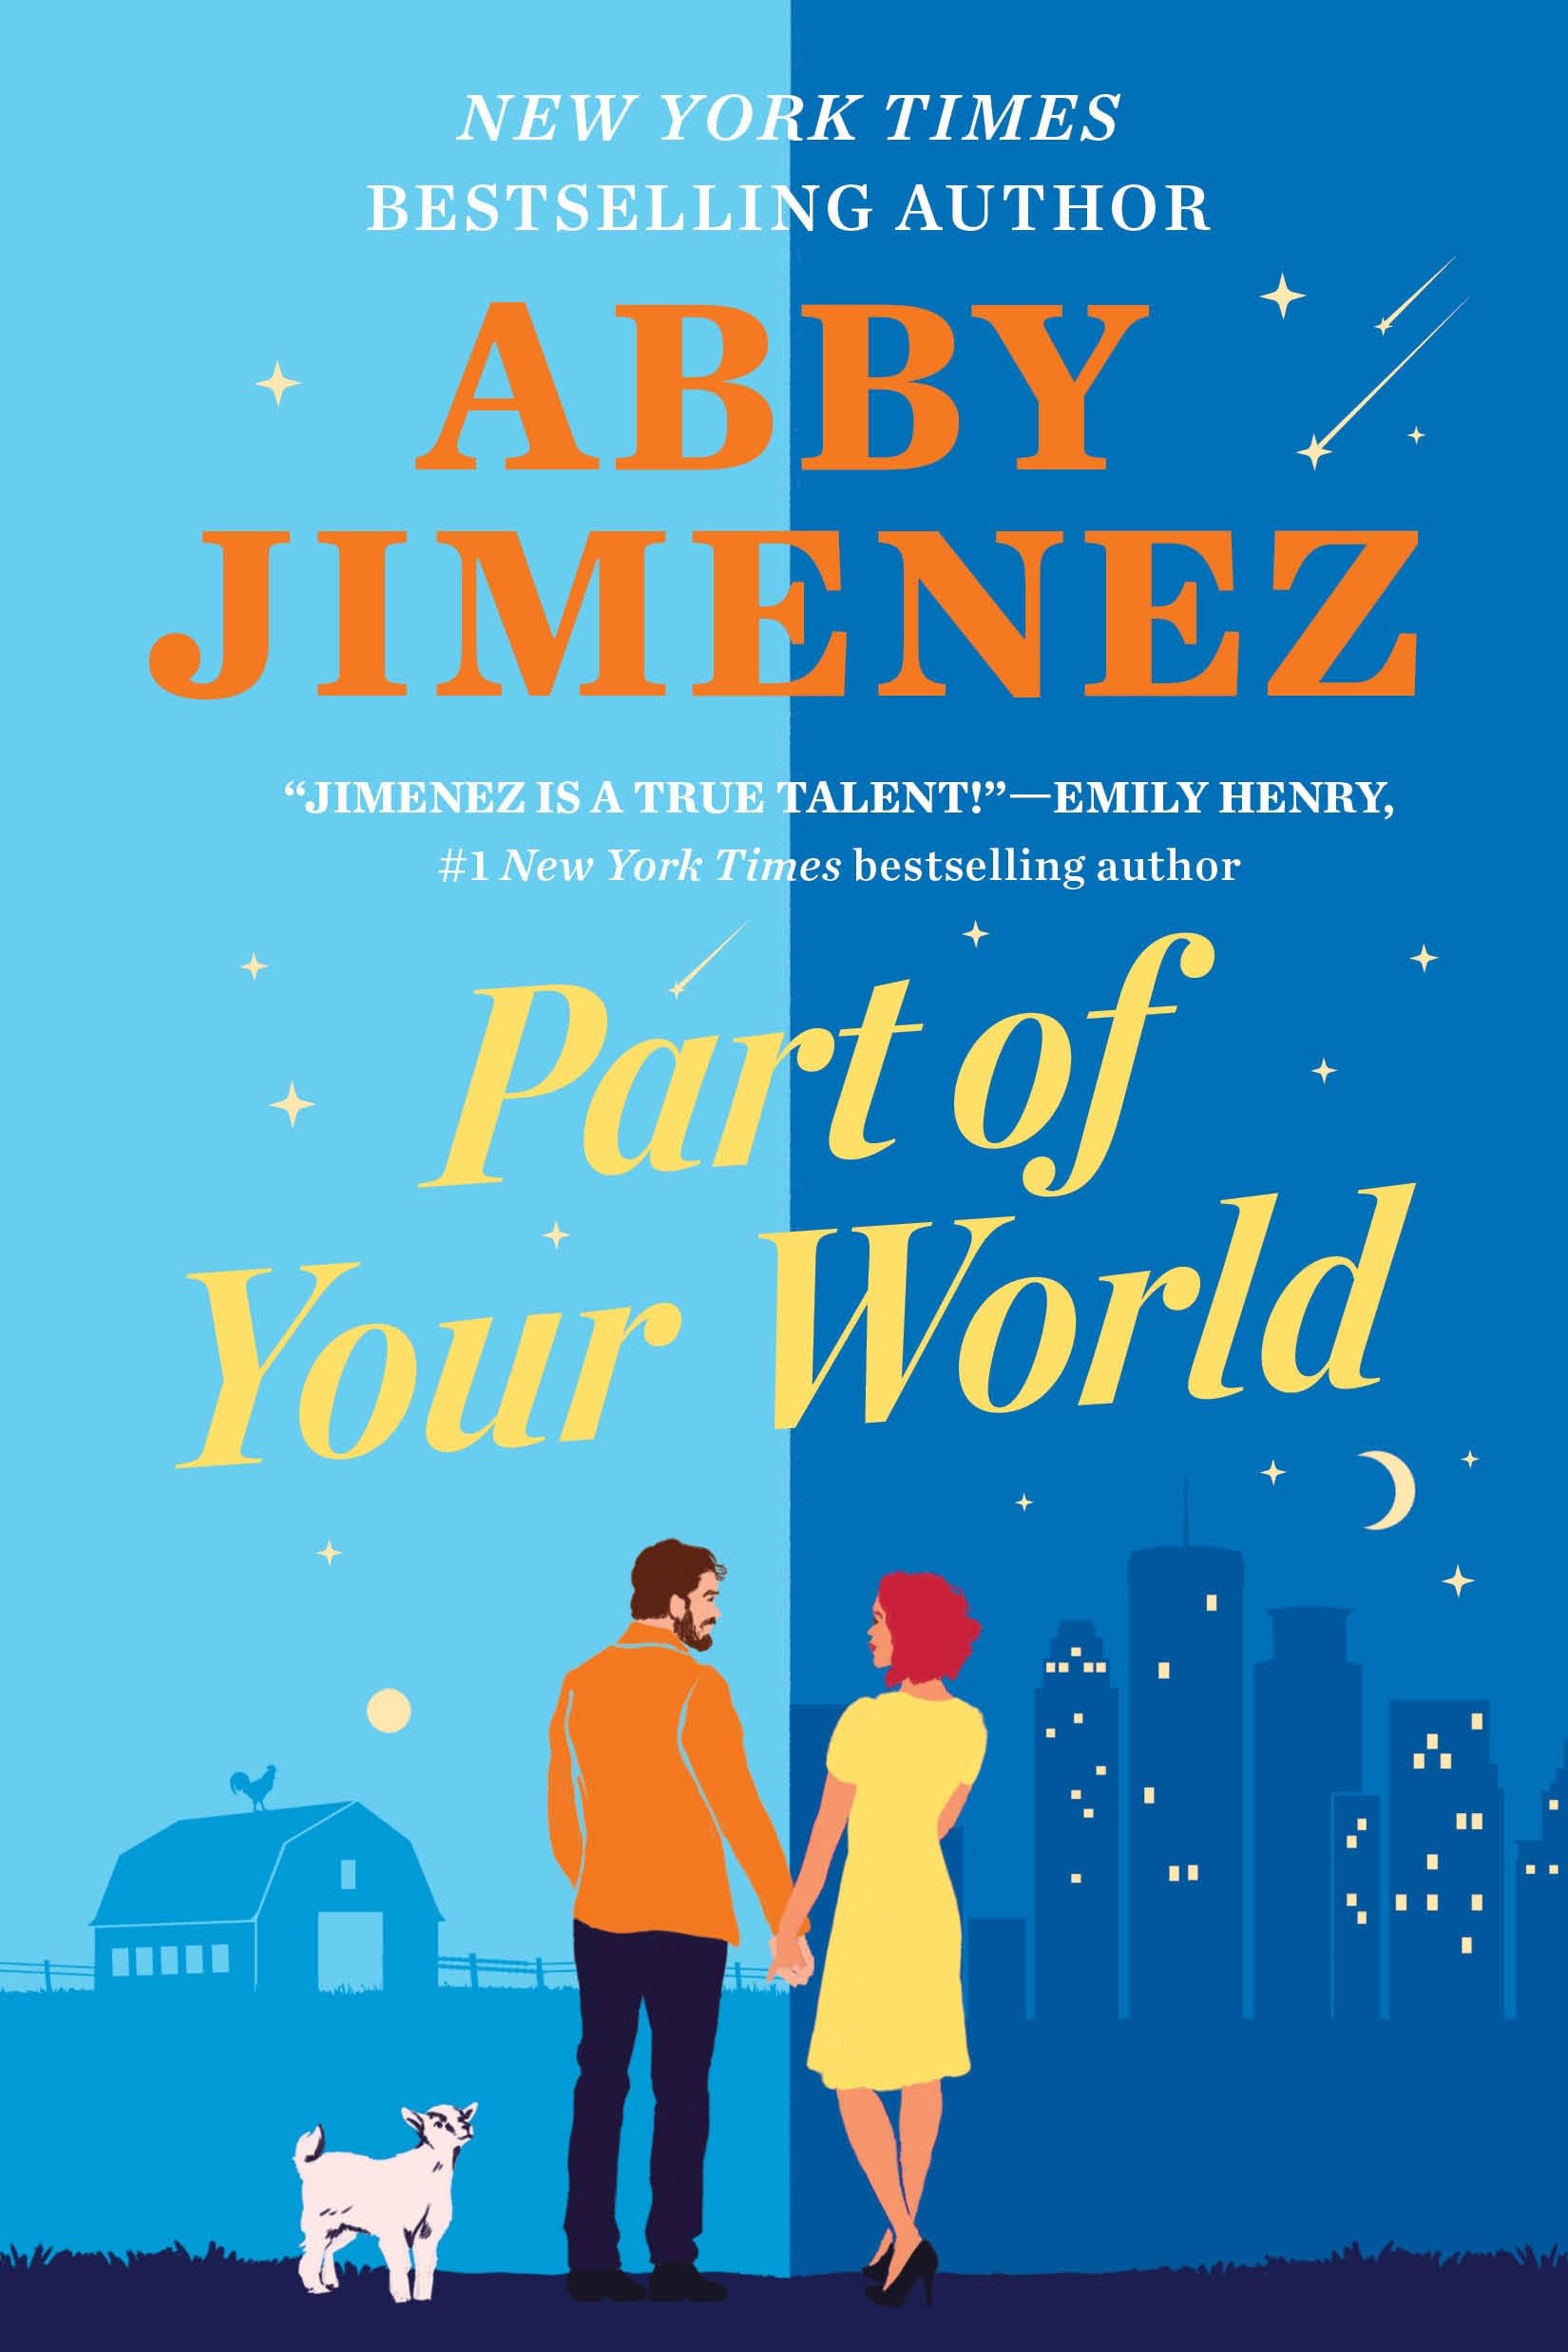 NEW YORK TIMES
BESTSELLING AUTHOR
ABBY
JIMENEZ
“JIMENEZ IS A TRUE TALENT!”—EMILY HENRY,
#1 New York Times bestselling author
Part of
Your World